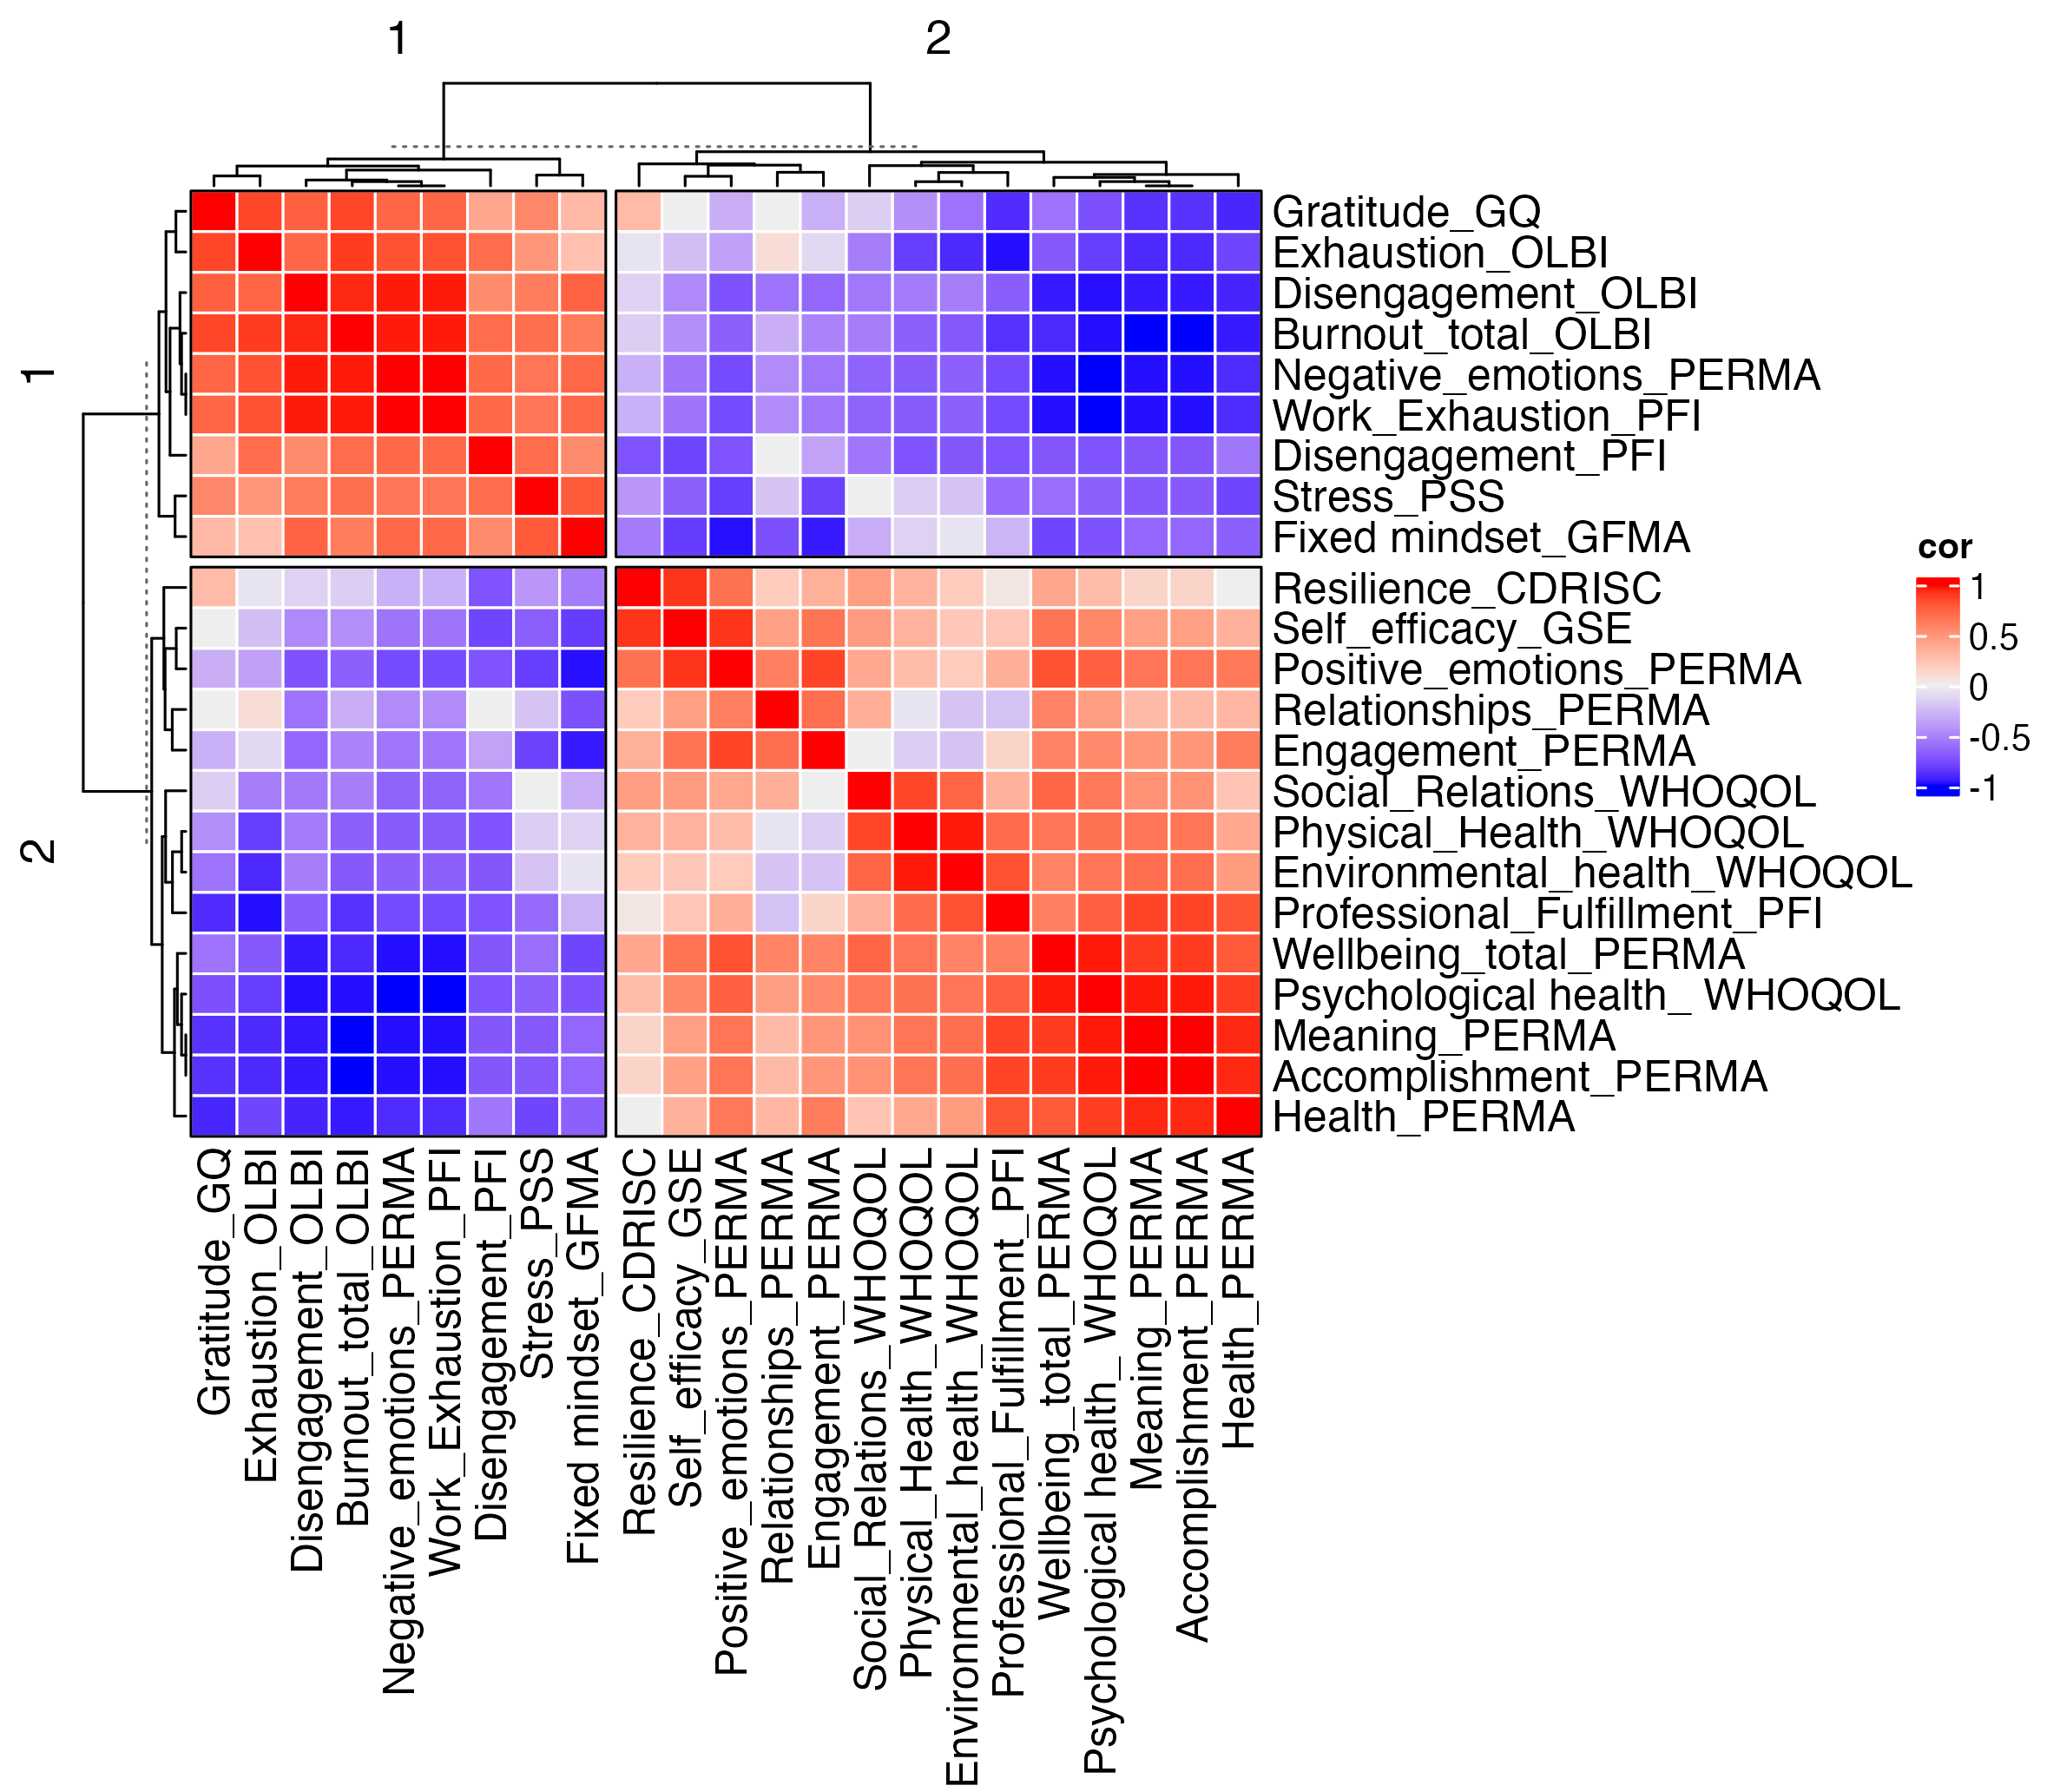 1
2
1
2
Gratitude_GQ
Exhaustion_OLBI
Disengagement_OLBI
Burnout_total_OLBI
Negative_emotions_PERMA
Work_Exhaustion_PFI
Disengagement_PFI
Stress_PSS
Fixed mindset_GFMA
Resilience_CDRISC
Self_efficacy_GSE
Positive_emotions_PERMA
Relationships_PERMA
Engagement_PERMA
Social_Relations_WHOQOL
Physical_Health_WHOQOL
Environmental_health_WHOQOL
Professional_Fulfillment_PFI
Wellbeing_total_PERMA
Psychological health_ WHOQOL
Meaning_PERMA
Accomplishment_PERMA
Health_PERMA
cor
1
0.5
0
-0.5
-1
Gratitude_GQ
Exhaustion_OLBI
Disengagement_OLBI
Burnout_total_OLBI
Negative_emotions_PERMA
Work_Exhaustion_PFI
Disengagement_PFI
Stress_PSS
Fixed mindset_GFMA
Resilience_CDRISC
Self_efficacy_GSE
Positive_emotions_PERMA
Relationships_PERMA
Engagement_PERMA
Social_Relations_WHOQOL
Physical_Health_WHOQOL
Environmental_health_WHOQOL
Professional_Fulfillment_PFI
Wellbeing_total_PERMA
Psychological health_ WHOQOL
Meaning_PERMA
Accomplishment_PERMA
Health_PERMA